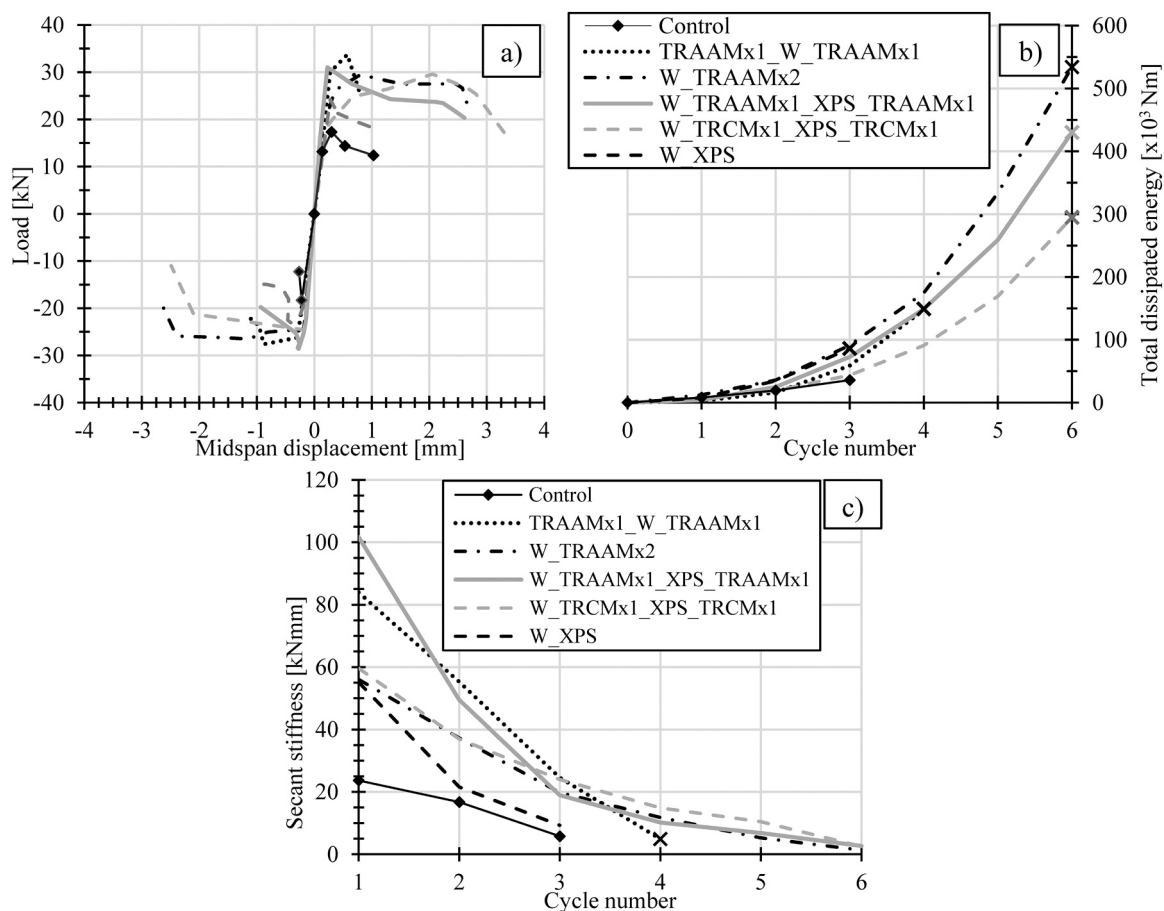 a)
40
30
20
10
0
-10
-20
-30
-40
Load [kN]
-4 -3 -2 -1 0 1 2 3 4
Midspan displacement [mm]
b)
Control
TRAAMx1_W_TRAAMx1
W_TRAAMx2
W_TRAAMx1_XPS_TRAAMx1
W_TRCMx1_XPS_TRCMx1
W_XPS
600
500
400
300
200
100
0
Total dissipated energy [x10³ Nm]
0 1 2 3 4 5 6
Cycle number
c)
Control
TRAAMx1_W_TRAAMx1
W_TRAAMx2
W_TRAAMx1_XPS_TRAAMx1
W_TRCMx1_XPS_TRCMx1
W_XPS
120
100
80
60
40
20
0
Secant stiffness [kNmm]
1 2 3 4 5 6
Cycle number